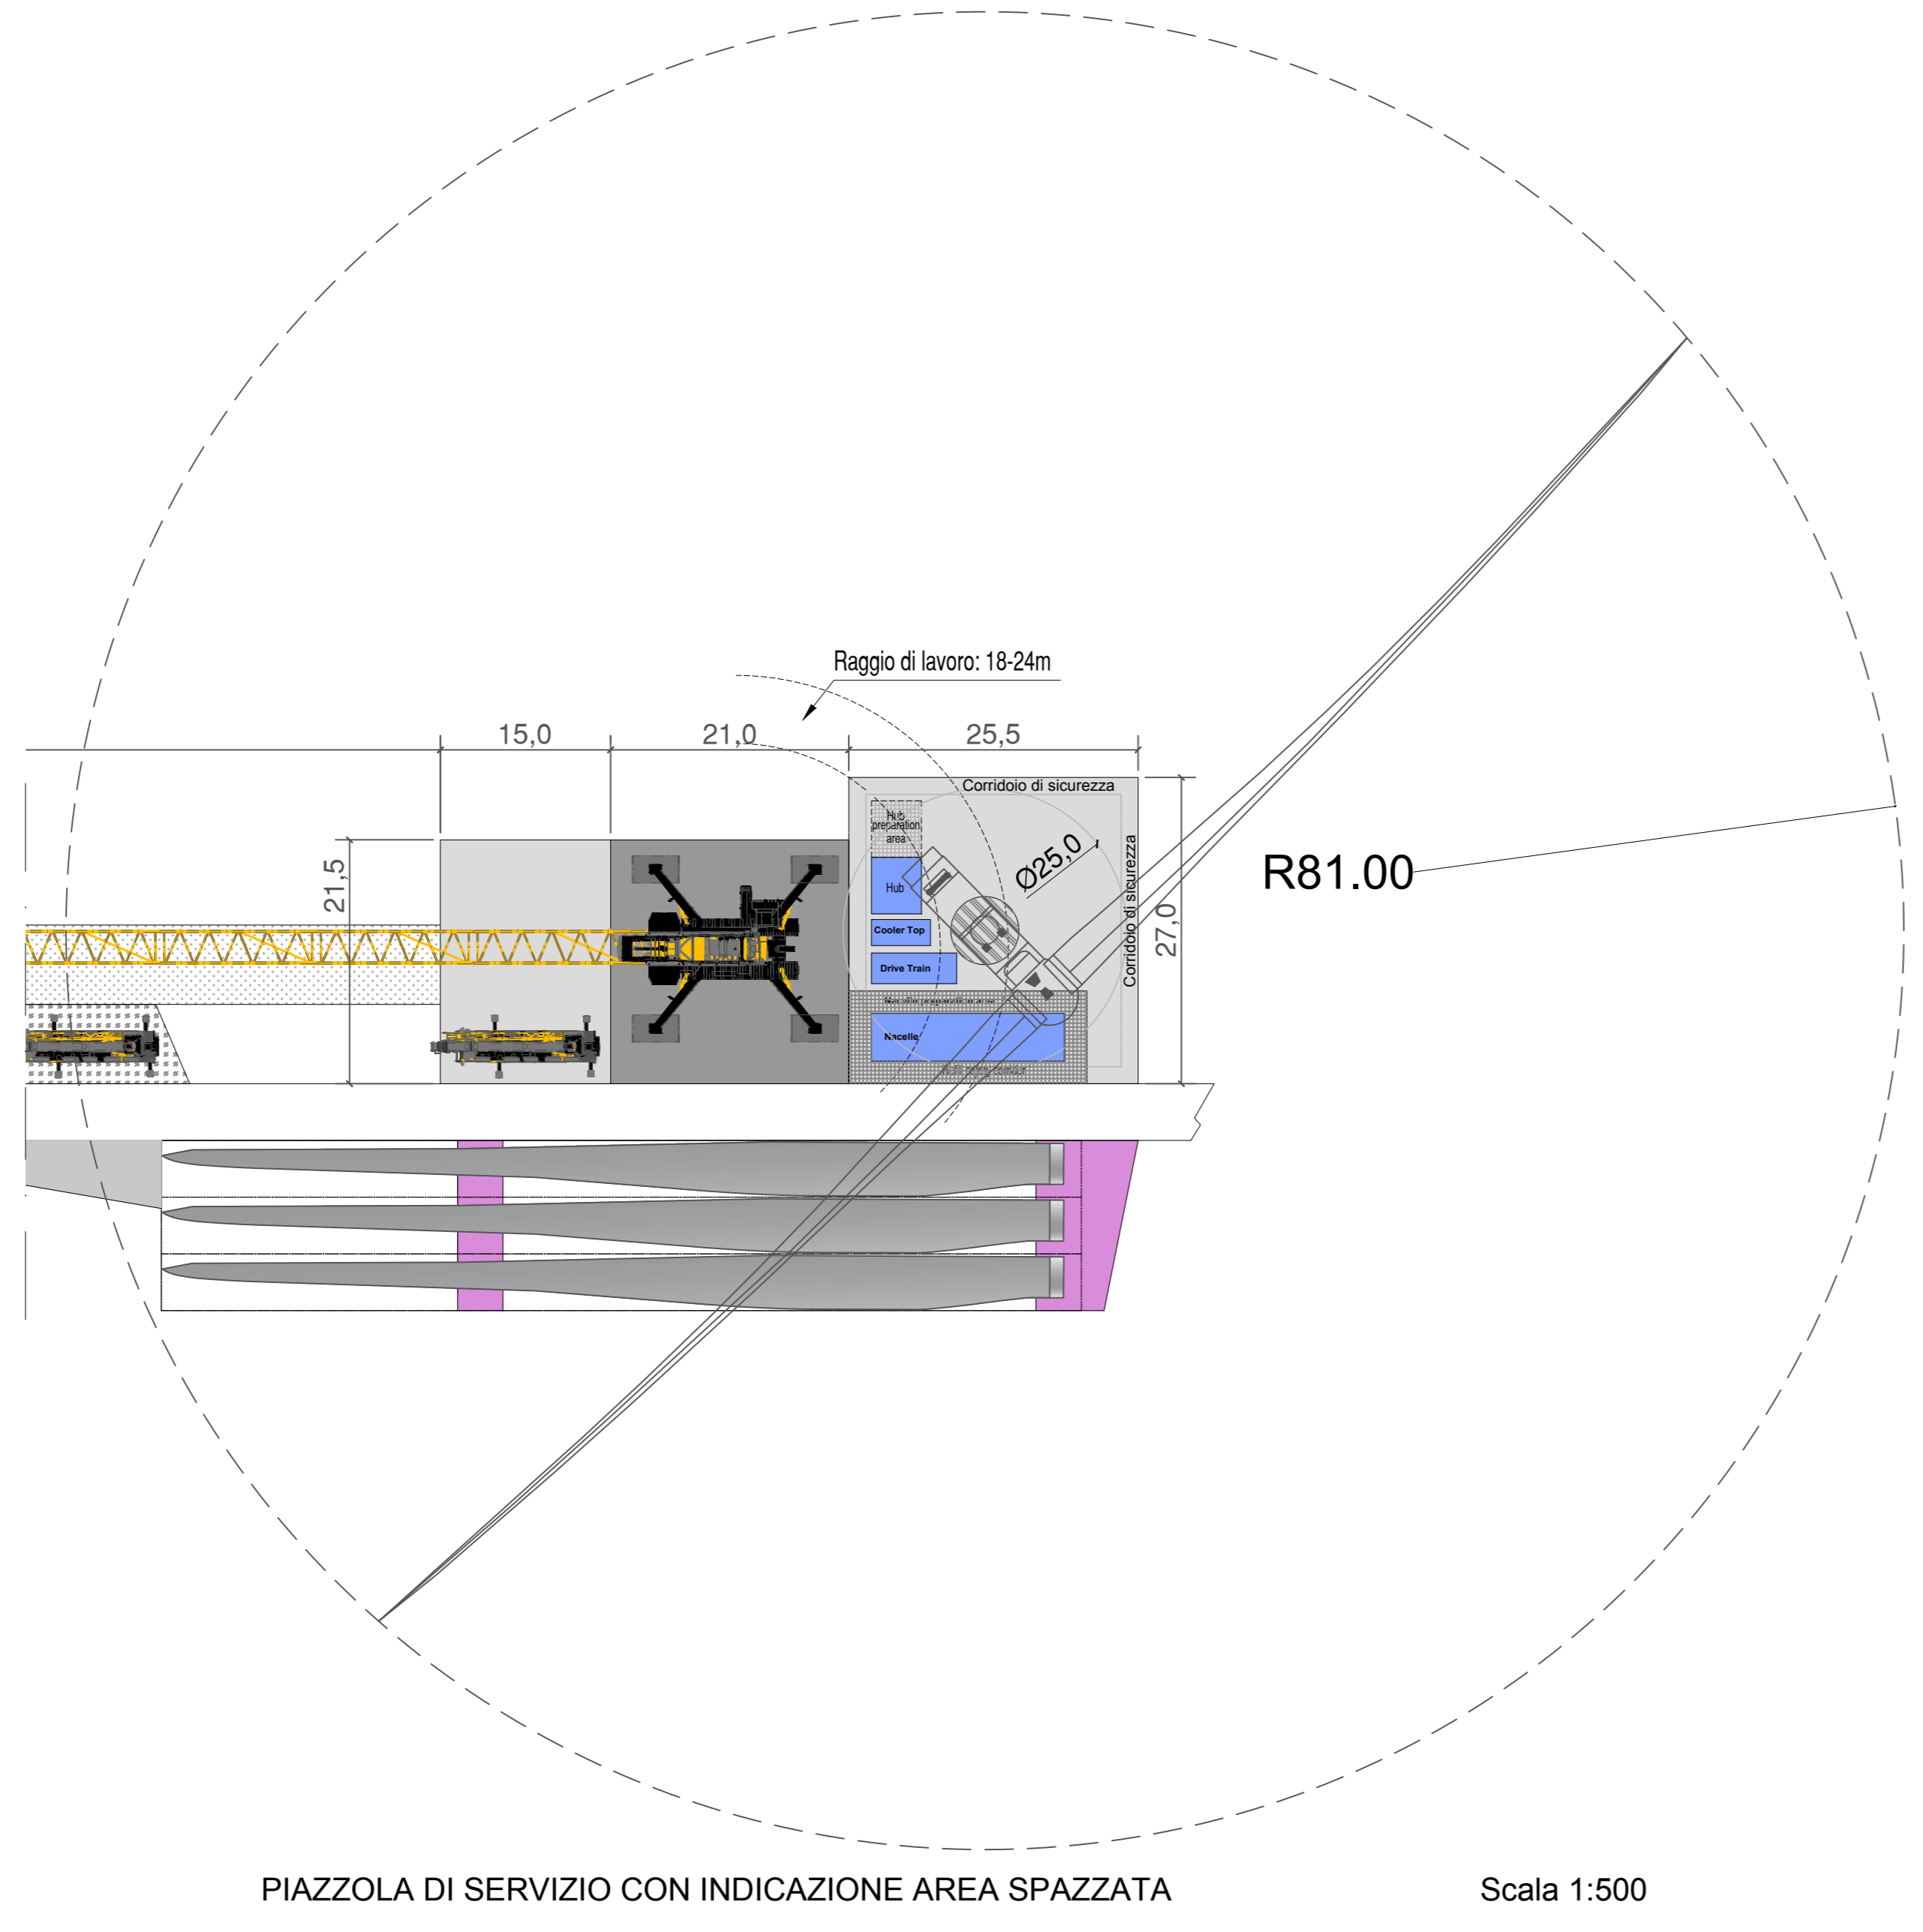 Raggio di lavoro: 18-24m
15,0
21,0
25,5
Corridoio di sicurezza
Hub
preparation
area
21,5
Ø25,0
Corridoio di sicurezza
27,0
R81.00
Hub
Cooler Top
Drive Train
Nacelle
PIAZZOLA DI SERVIZIO CON INDICAZIONE AREA SPAZZATA
Scala 1:500